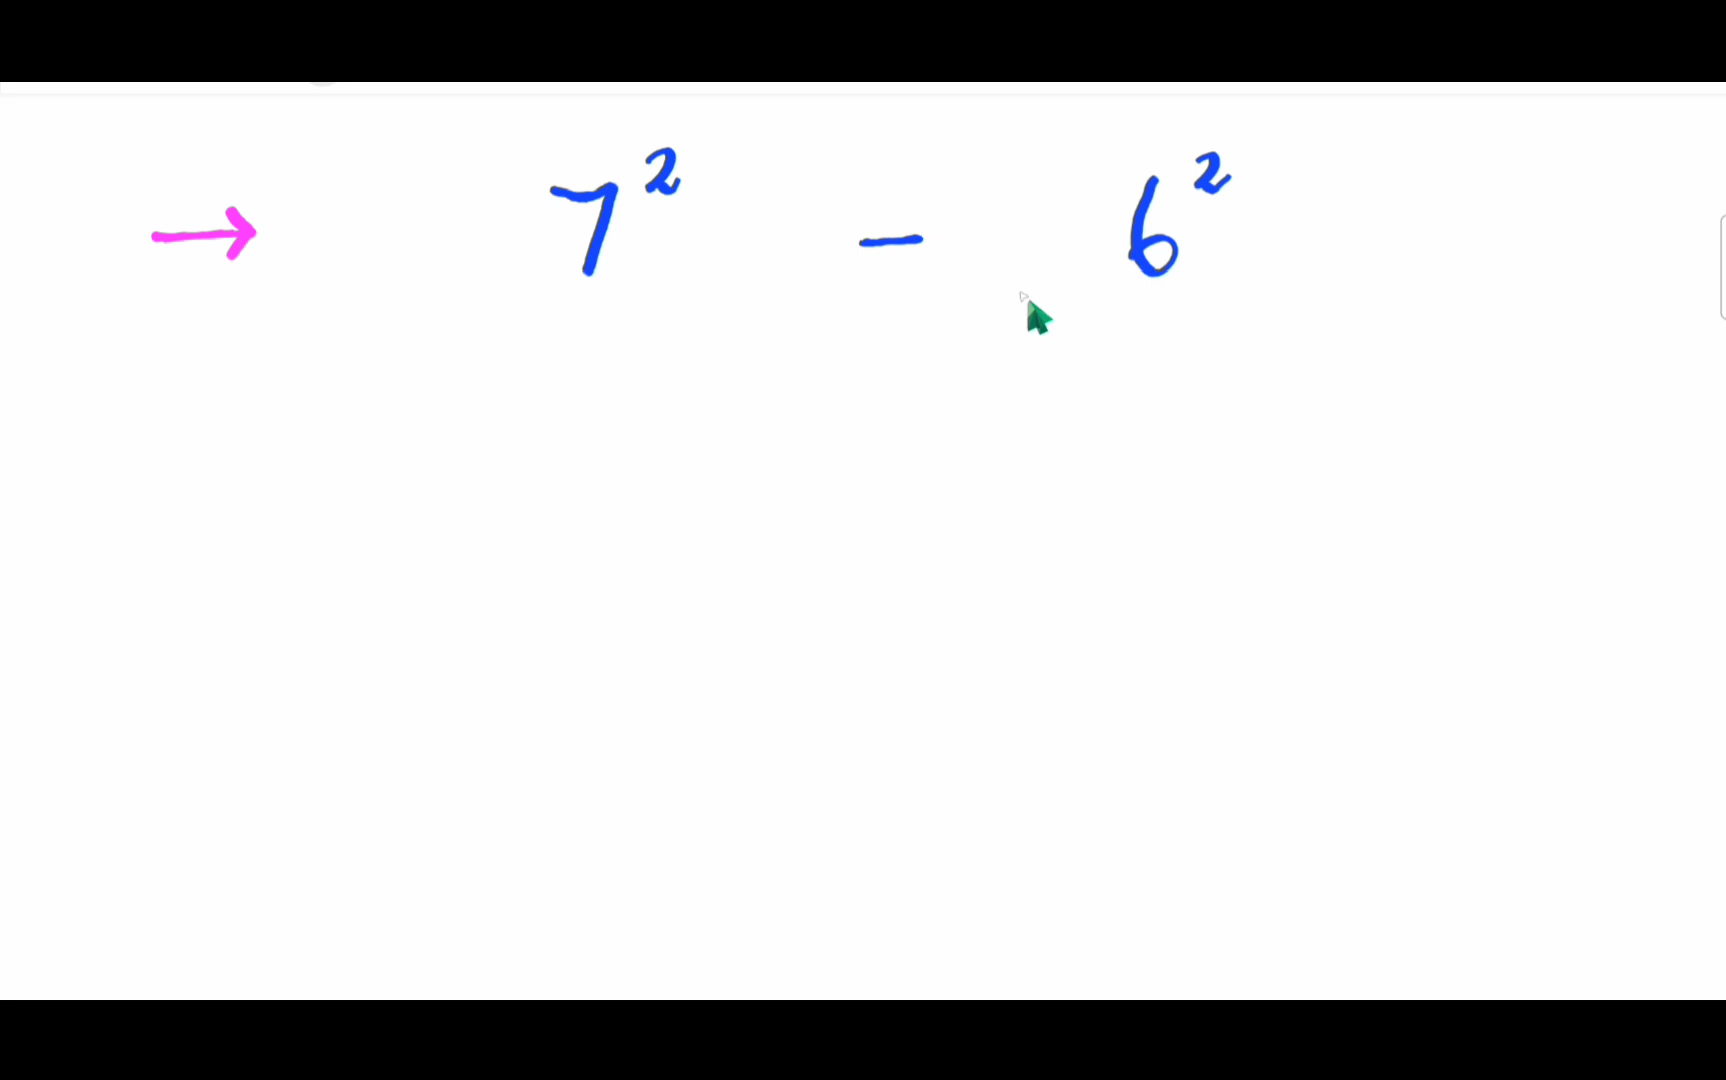 → 7² - 6²